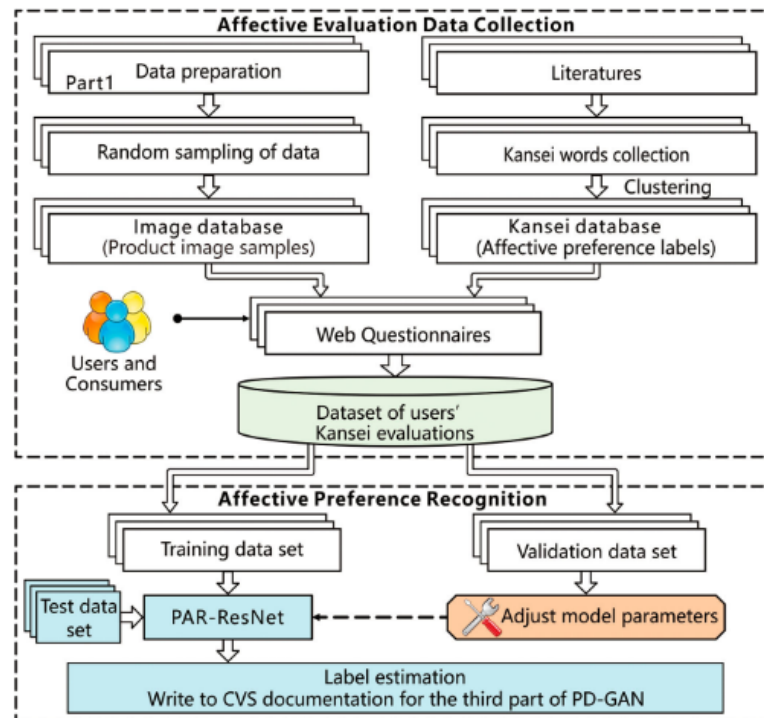 Affective Evaluation Data Collection
Part1
Data preparation
Literatures
Random sampling of data
Kansei words collection
Clustering
Image database
(Product image samples)
Kansei database
(Affective preference labels)
Users and
Consumers
Web Questionnaires
Dataset of users’
Kansei evaluations
Affective Preference Recognition
Training data set
Validation data set
Test data
set
PAR-ResNet
Adjust model parameters
Label estimation
Write to CVS documentation for the third part of PD-GAN